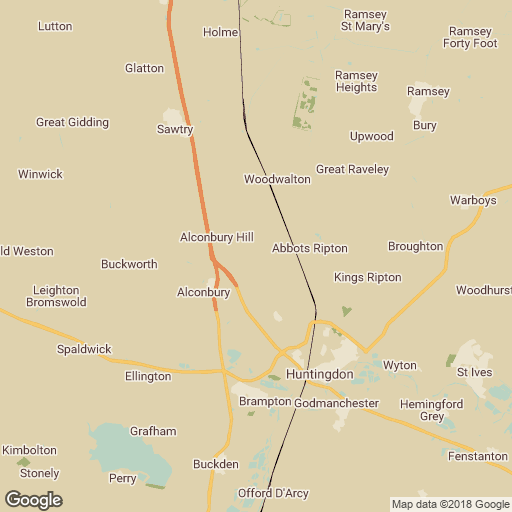 Lutton
Holme
Ramsey
St Mary's
Ramsey
Forty Foot
Glatton
Ramsey
Heights
Ramsey
Great Gidding
Sawtry
Upwood
Bury
Winwick
Woodwalton
Great Raveley
Warboys
Alconbury Hill
Abbots Ripton
Broughton
ld Weston
Buckworth
Kings Ripton
Leighton
Bromswold
Alconbury
Woodhurst
Spaldwick
Ellington
Huntingdon
Wyton
St Ives
Brampton
Godmanchester
Hemingford
Grey
Grafham
Kimbolton
Stonely
Perry
Buckden
Fenstanton
Offord D'Arcy
Google
Map data ©2018 Google